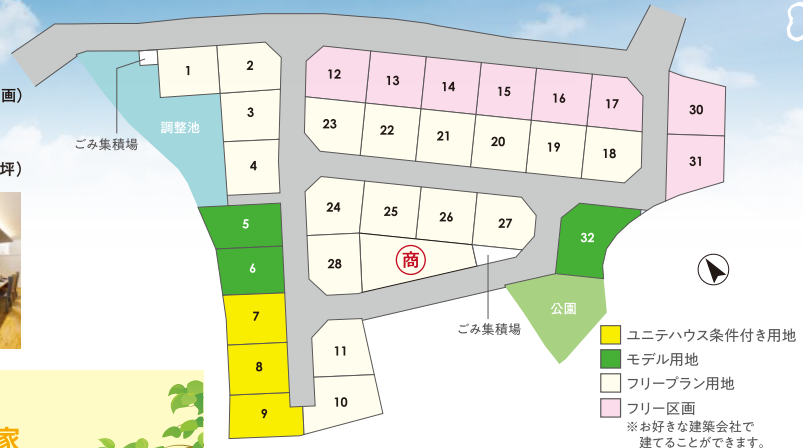 画)
坪)
1
2
3
4
5
6
7
8
9
10
11
12
13
14
15
16
17
18
19
20
21
22
23
24
25
26
27
28
30
31
32
商
調整池
ごみ集積場
ごみ集積場
公園
ユニテハウス条件付き用地
モデル用地
フリープラン用地
フリー区画
※お好きな建築会社で
建てることができます。
家